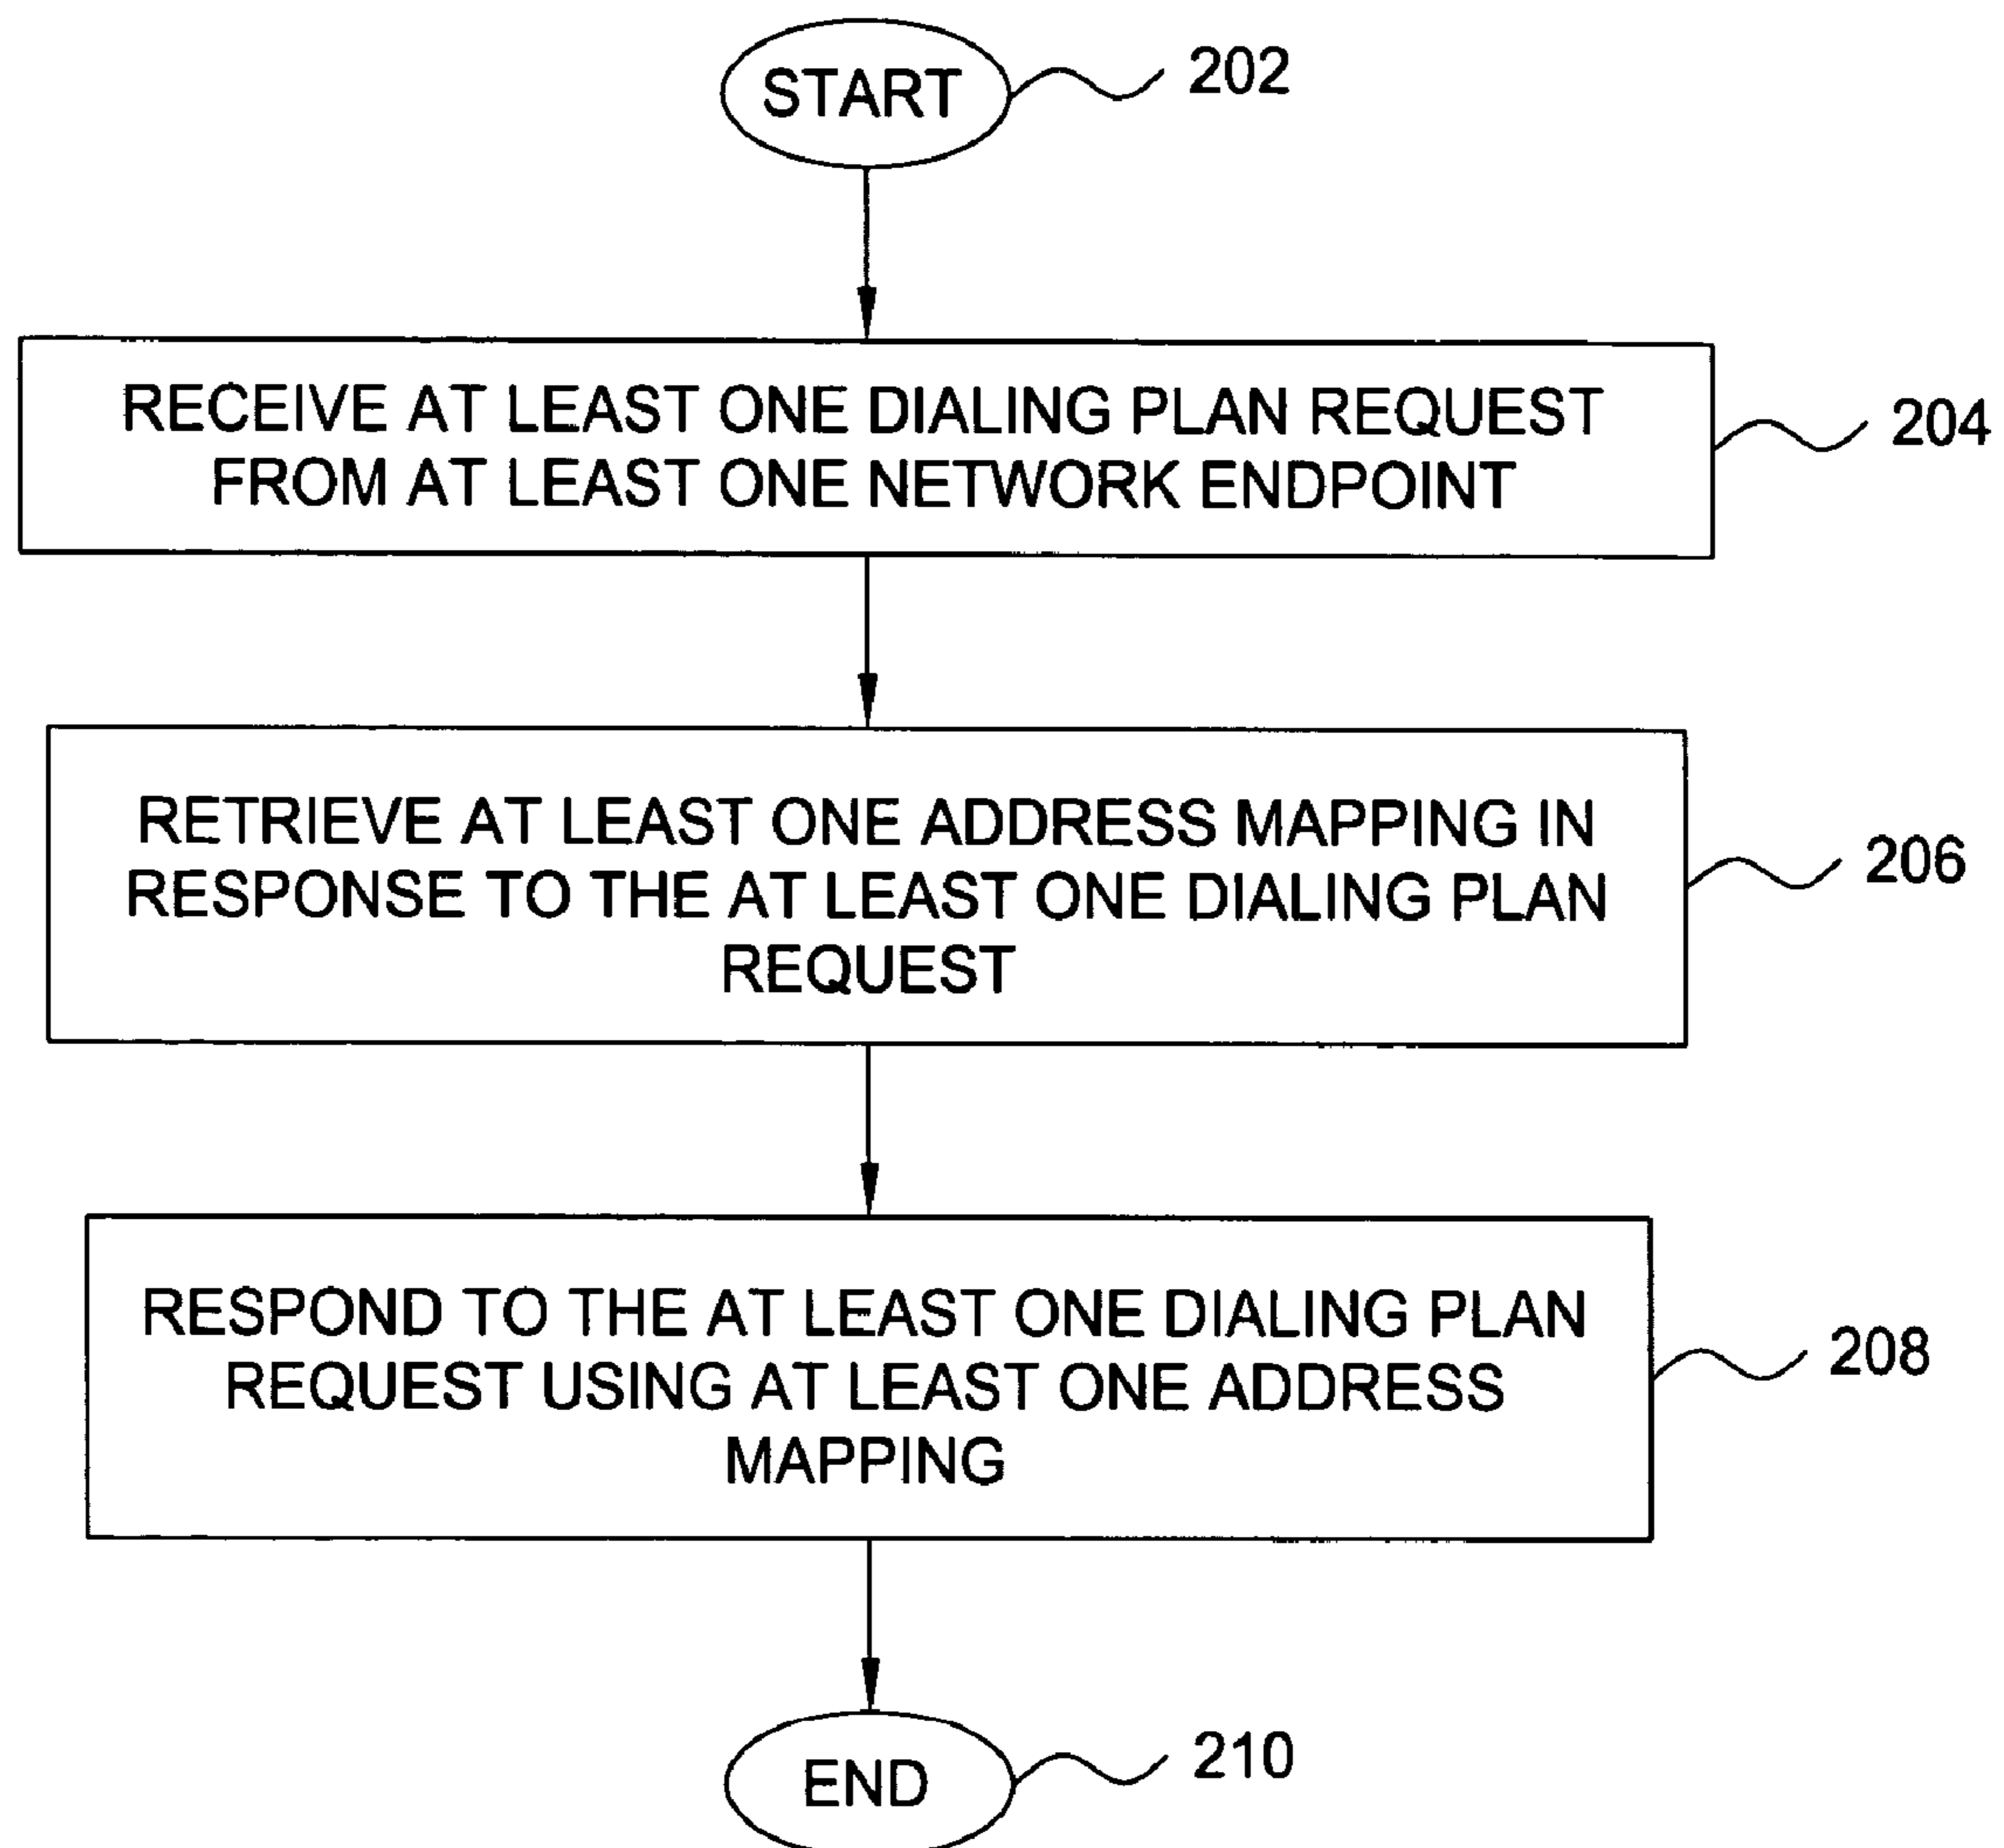 START
202
RECEIVE AT LEAST ONE DIALING PLAN REQUEST
FROM AT LEAST ONE NETWORK ENDPOINT
204
RETRIEVE AT LEAST ONE ADDRESS MAPPING IN
RESPONSE TO THE AT LEAST ONE DIALING PLAN
REQUEST
206
RESPOND TO THE AT LEAST ONE DIALING PLAN
REQUEST USING AT LEAST ONE ADDRESS
MAPPING
208
END
210